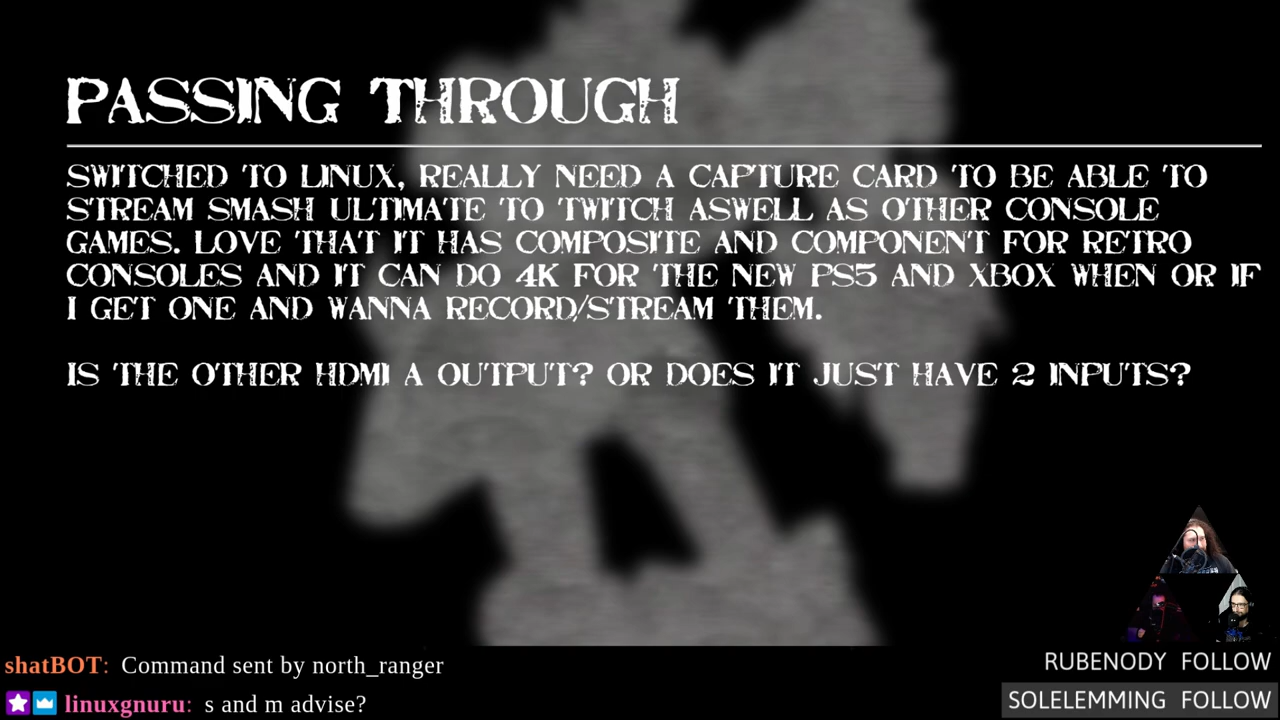 PASSING THROUGH
SWITCHED TO LINUX, REALLY NEED A CAPTURE CARD TO BE ABLE TO
STREAM SMASH ULTIMATE TO TWITCH ASWELL AS OTHER CONSOLE
GAMES. LOVE THAT IT HAS COMPOSITE AND COMPONENT FOR RETRO
CONSOLES AND IT CAN DO 4K FOR THE NEW PS5 AND XBOX WHEN OR IF
I GET ONE AND WANNA RECORD/STREAM THEM.
IS THE OTHER HDMI A OUTPUT? OR DOES IT JUST HAVE 2 INPUTS?
shatBOT: Command sent by north_ranger
linuxgnuru: s and m advise?
RUBENODY FOLLOW
SOLELEMMING FOLLOW